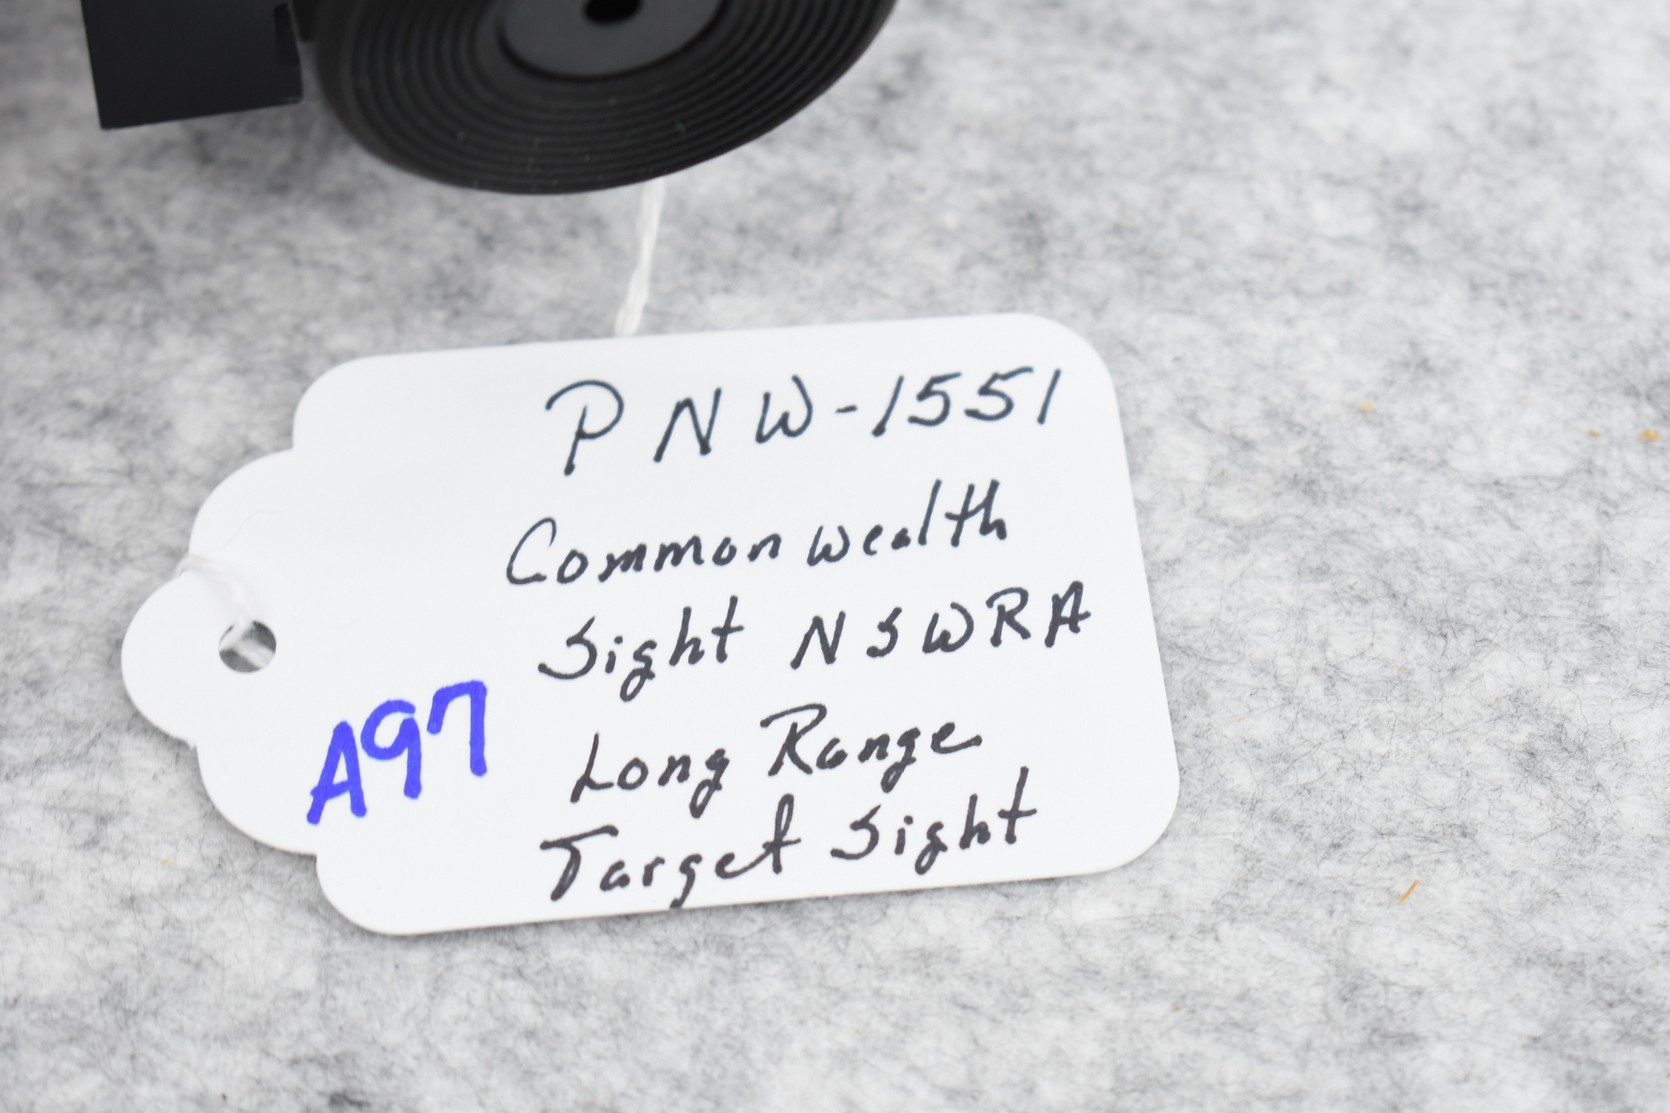 PNW-1551
Commonwealth
Sight NSWRA
Long Range
Target Sight
A97